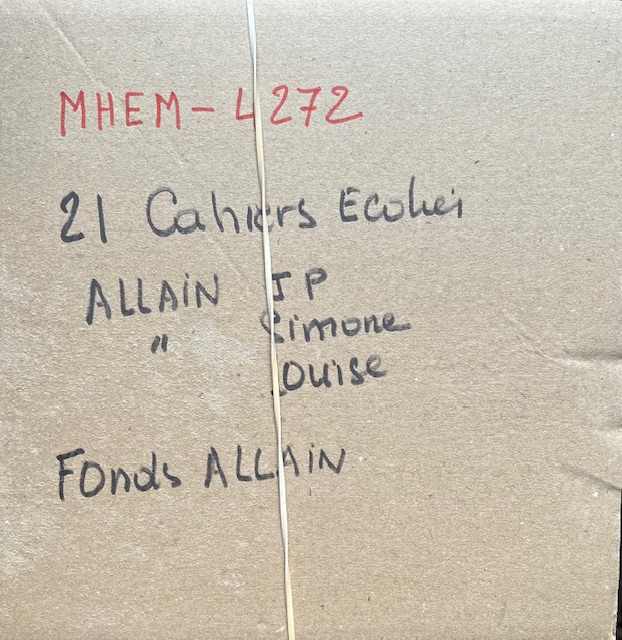 MHEM-4272
21 Cahiers Ecolier
ALLAIN JP
" Simone
Louise
Fonds ALLAIN